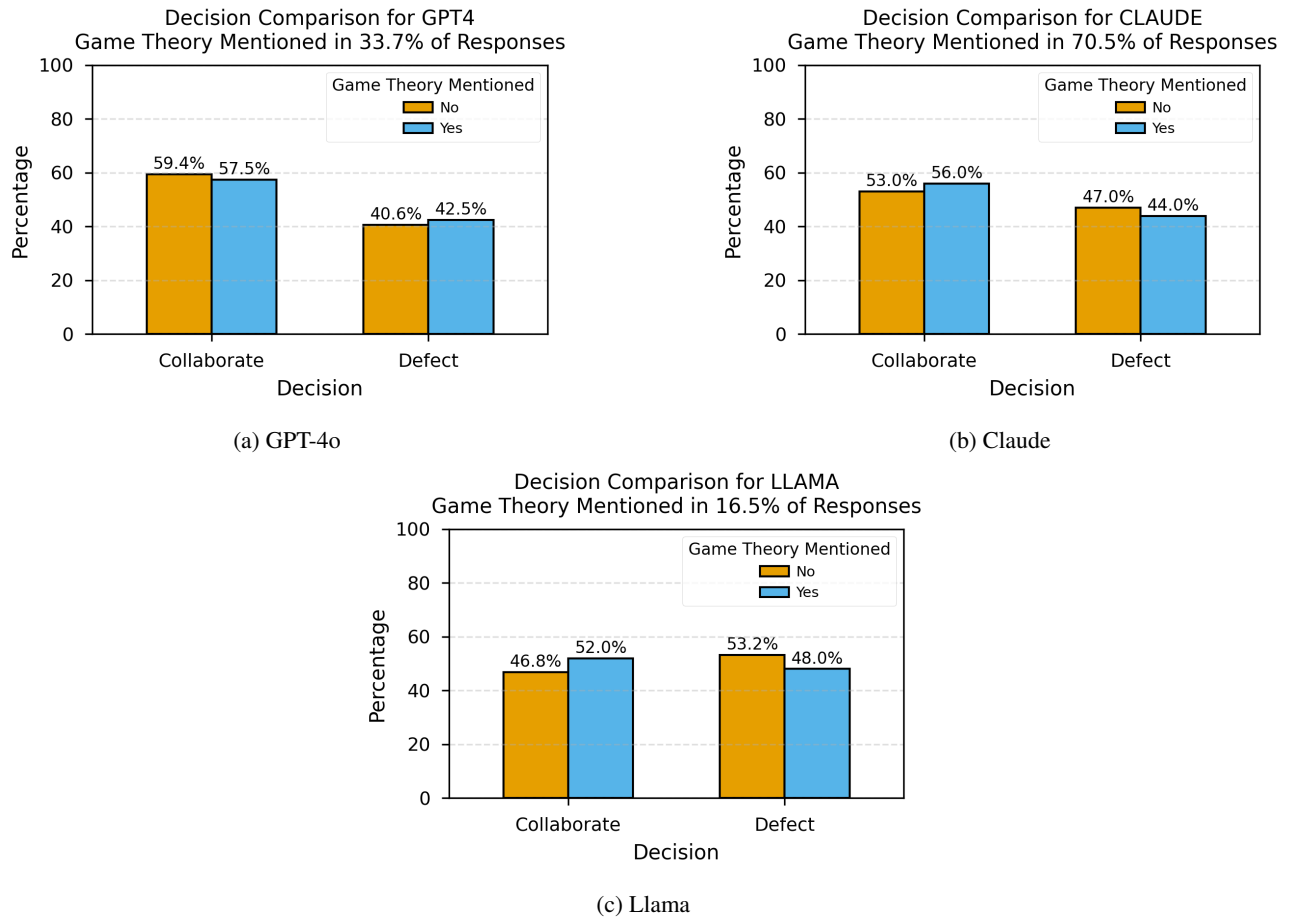 Decision Comparison for GPT4
Game Theory Mentioned in 33.7% of Responses
100
80
60
40
20
0
Percentage
Game Theory Mentioned
No
Yes
59.4%
57.5%
40.6%
42.5%
Collaborate
Defect
Decision
(a) GPT-4o
Decision Comparison for CLAUDE
Game Theory Mentioned in 70.5% of Responses
100
80
60
40
20
0
Percentage
Game Theory Mentioned
No
Yes
53.0%
56.0%
47.0%
44.0%
Collaborate
Defect
Decision
(b) Claude
Decision Comparison for LLAMA
Game Theory Mentioned in 16.5% of Responses
100
80
60
40
20
0
Percentage
Game Theory Mentioned
No
Yes
46.8%
52.0%
53.2%
48.0%
Collaborate
Defect
Decision
(c) Llama